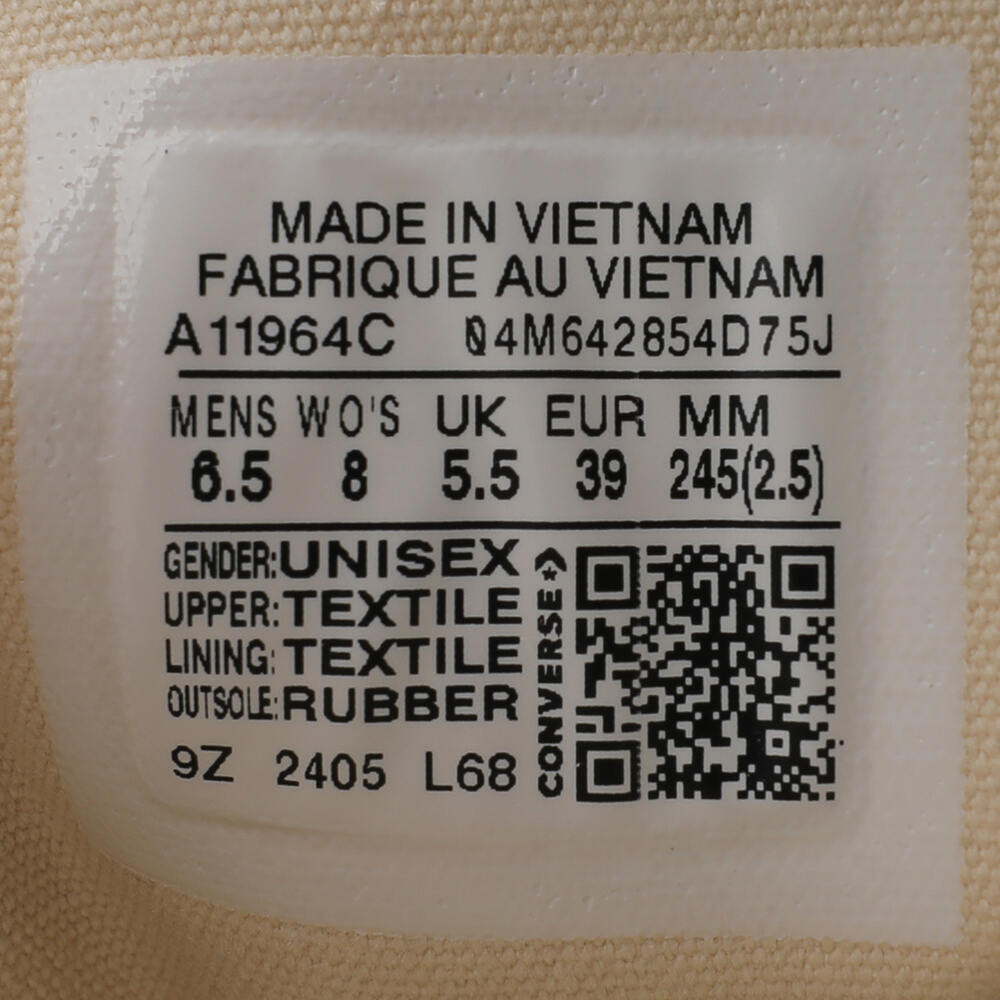 MADE IN VIETNAM
FABRIQUE AU VIETNAM
A11964C 04M642854D75J
MENS WO'S UK EUR MM
6.5 8 5.5 39 245(2.5)
GENDER:UNISEX
UPPER:TEXTILE
LINING:TEXTILE
OUTSOLE:RUBBER
9Z 2405 L68
CONVERSE